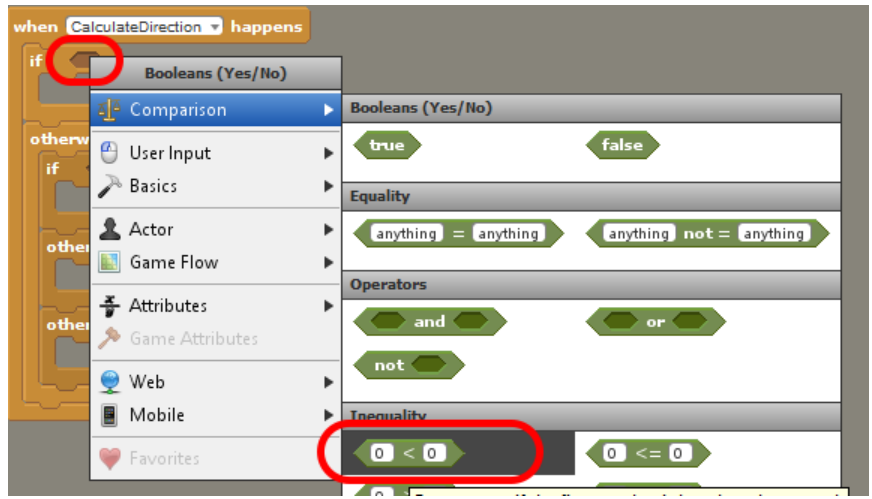 when CalculateDirection happens
if
Booleans (Yes/No)
Comparison
User Input
Basics
Actor
Game Flow
Attributes
Game Attributes
Web
Mobile
Favorites
otherw
if
other
other
Booleans (Yes/No)
true false
Equality
anything = anything anything not = anything
Operators
and or
not
Inequality
0 < 0 0 <= 0